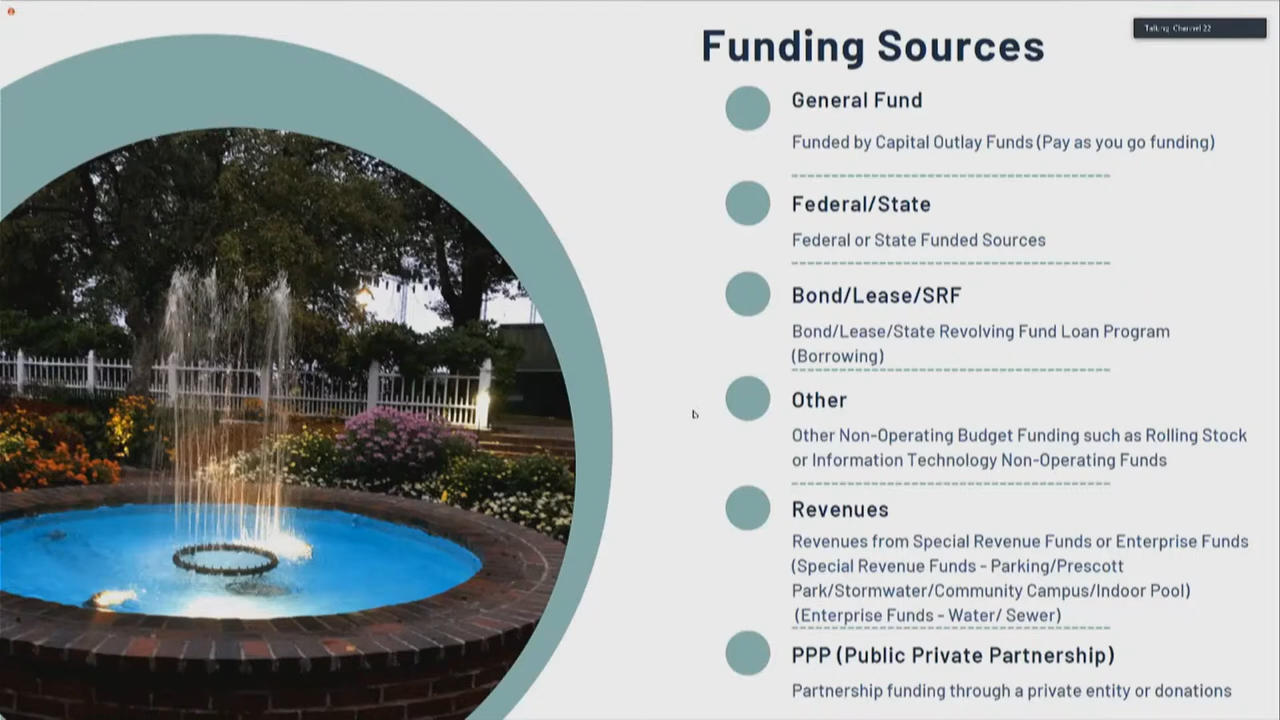 Funding Sources
Talking: Channel 22
General Fund
Funded by Capital Outlay Funds (Pay as you go funding)
Federal/State
Federal or State Funded Sources
Bond/Lease/SRF
Bond/Lease/State Revolving Fund Loan Program
(Borrowing)
Other
Other Non-Operating Budget Funding such as Rolling Stock
or Information Technology Non-Operating Funds
Revenues
Revenues from Special Revenue Funds or Enterprise Funds
(Special Revenue Funds - Parking/Prescott
Park/Stormwater/Community Campus/Indoor Pool)
(Enterprise Funds - Water/ Sewer)
PPP (Public Private Partnership)
Partnership funding through a private entity or donations